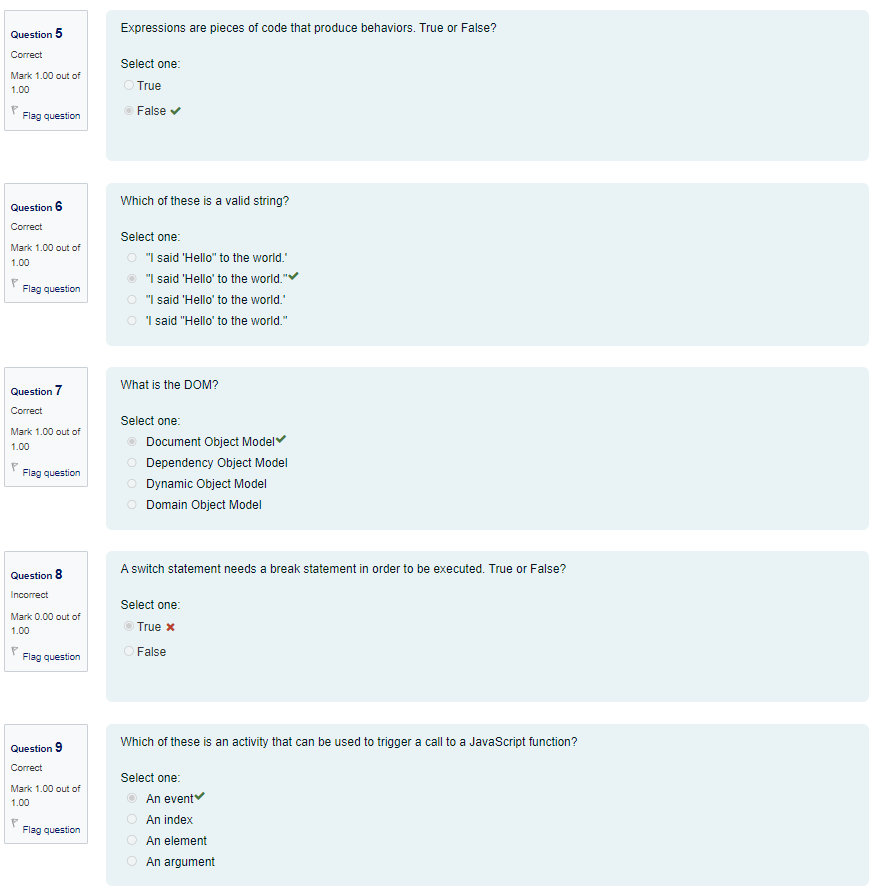 Question 5
Correct
Mark 1.00 out of
1.00
Flag question
Expressions are pieces of code that produce behaviors. True or False?
Select one:
True
False
Question 6
Correct
Mark 1.00 out of
1.00
Flag question
Which of these is a valid string?
Select one:
"I said 'Hello" to the world.'
"I said 'Hello' to the world."
"I said 'Hello' to the world.'
'I said "Hello' to the world."
Question 7
Correct
Mark 1.00 out of
1.00
Flag question
What is the DOM?
Select one:
Document Object Model
Dependency Object Model
Dynamic Object Model
Domain Object Model
Question 8
Incorrect
Mark 0.00 out of
1.00
Flag question
A switch statement needs a break statement in order to be executed. True or False?
Select one:
True
False
Question 9
Correct
Mark 1.00 out of
1.00
Flag question
Which of these is an activity that can be used to trigger a call to a JavaScript function?
Select one:
An event
An index
An element
An argument